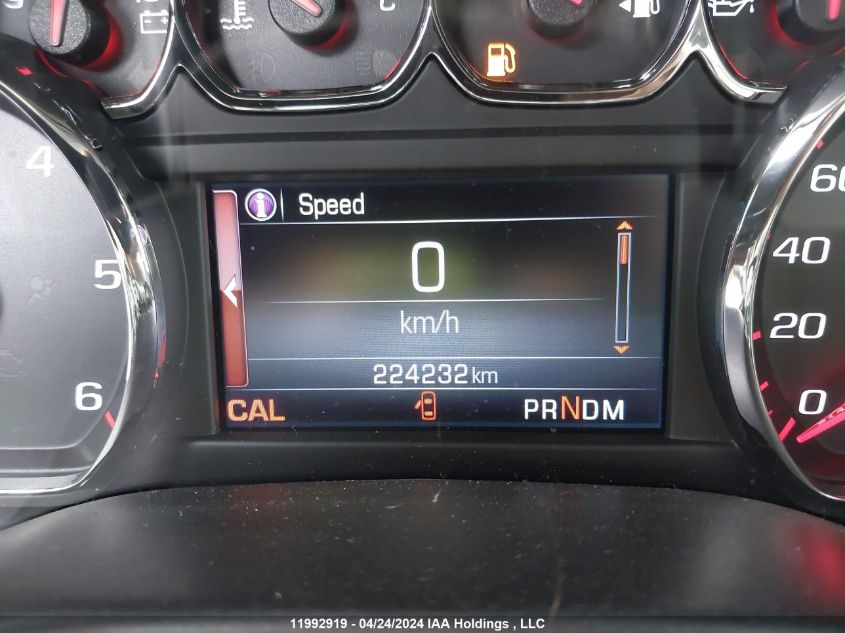 C
Speed
0
km/h
224232 km
CAL
PRNDM
4
5
6
60
40
20
0
11992919 - 04/24/2024 IAA Holdings , LLC